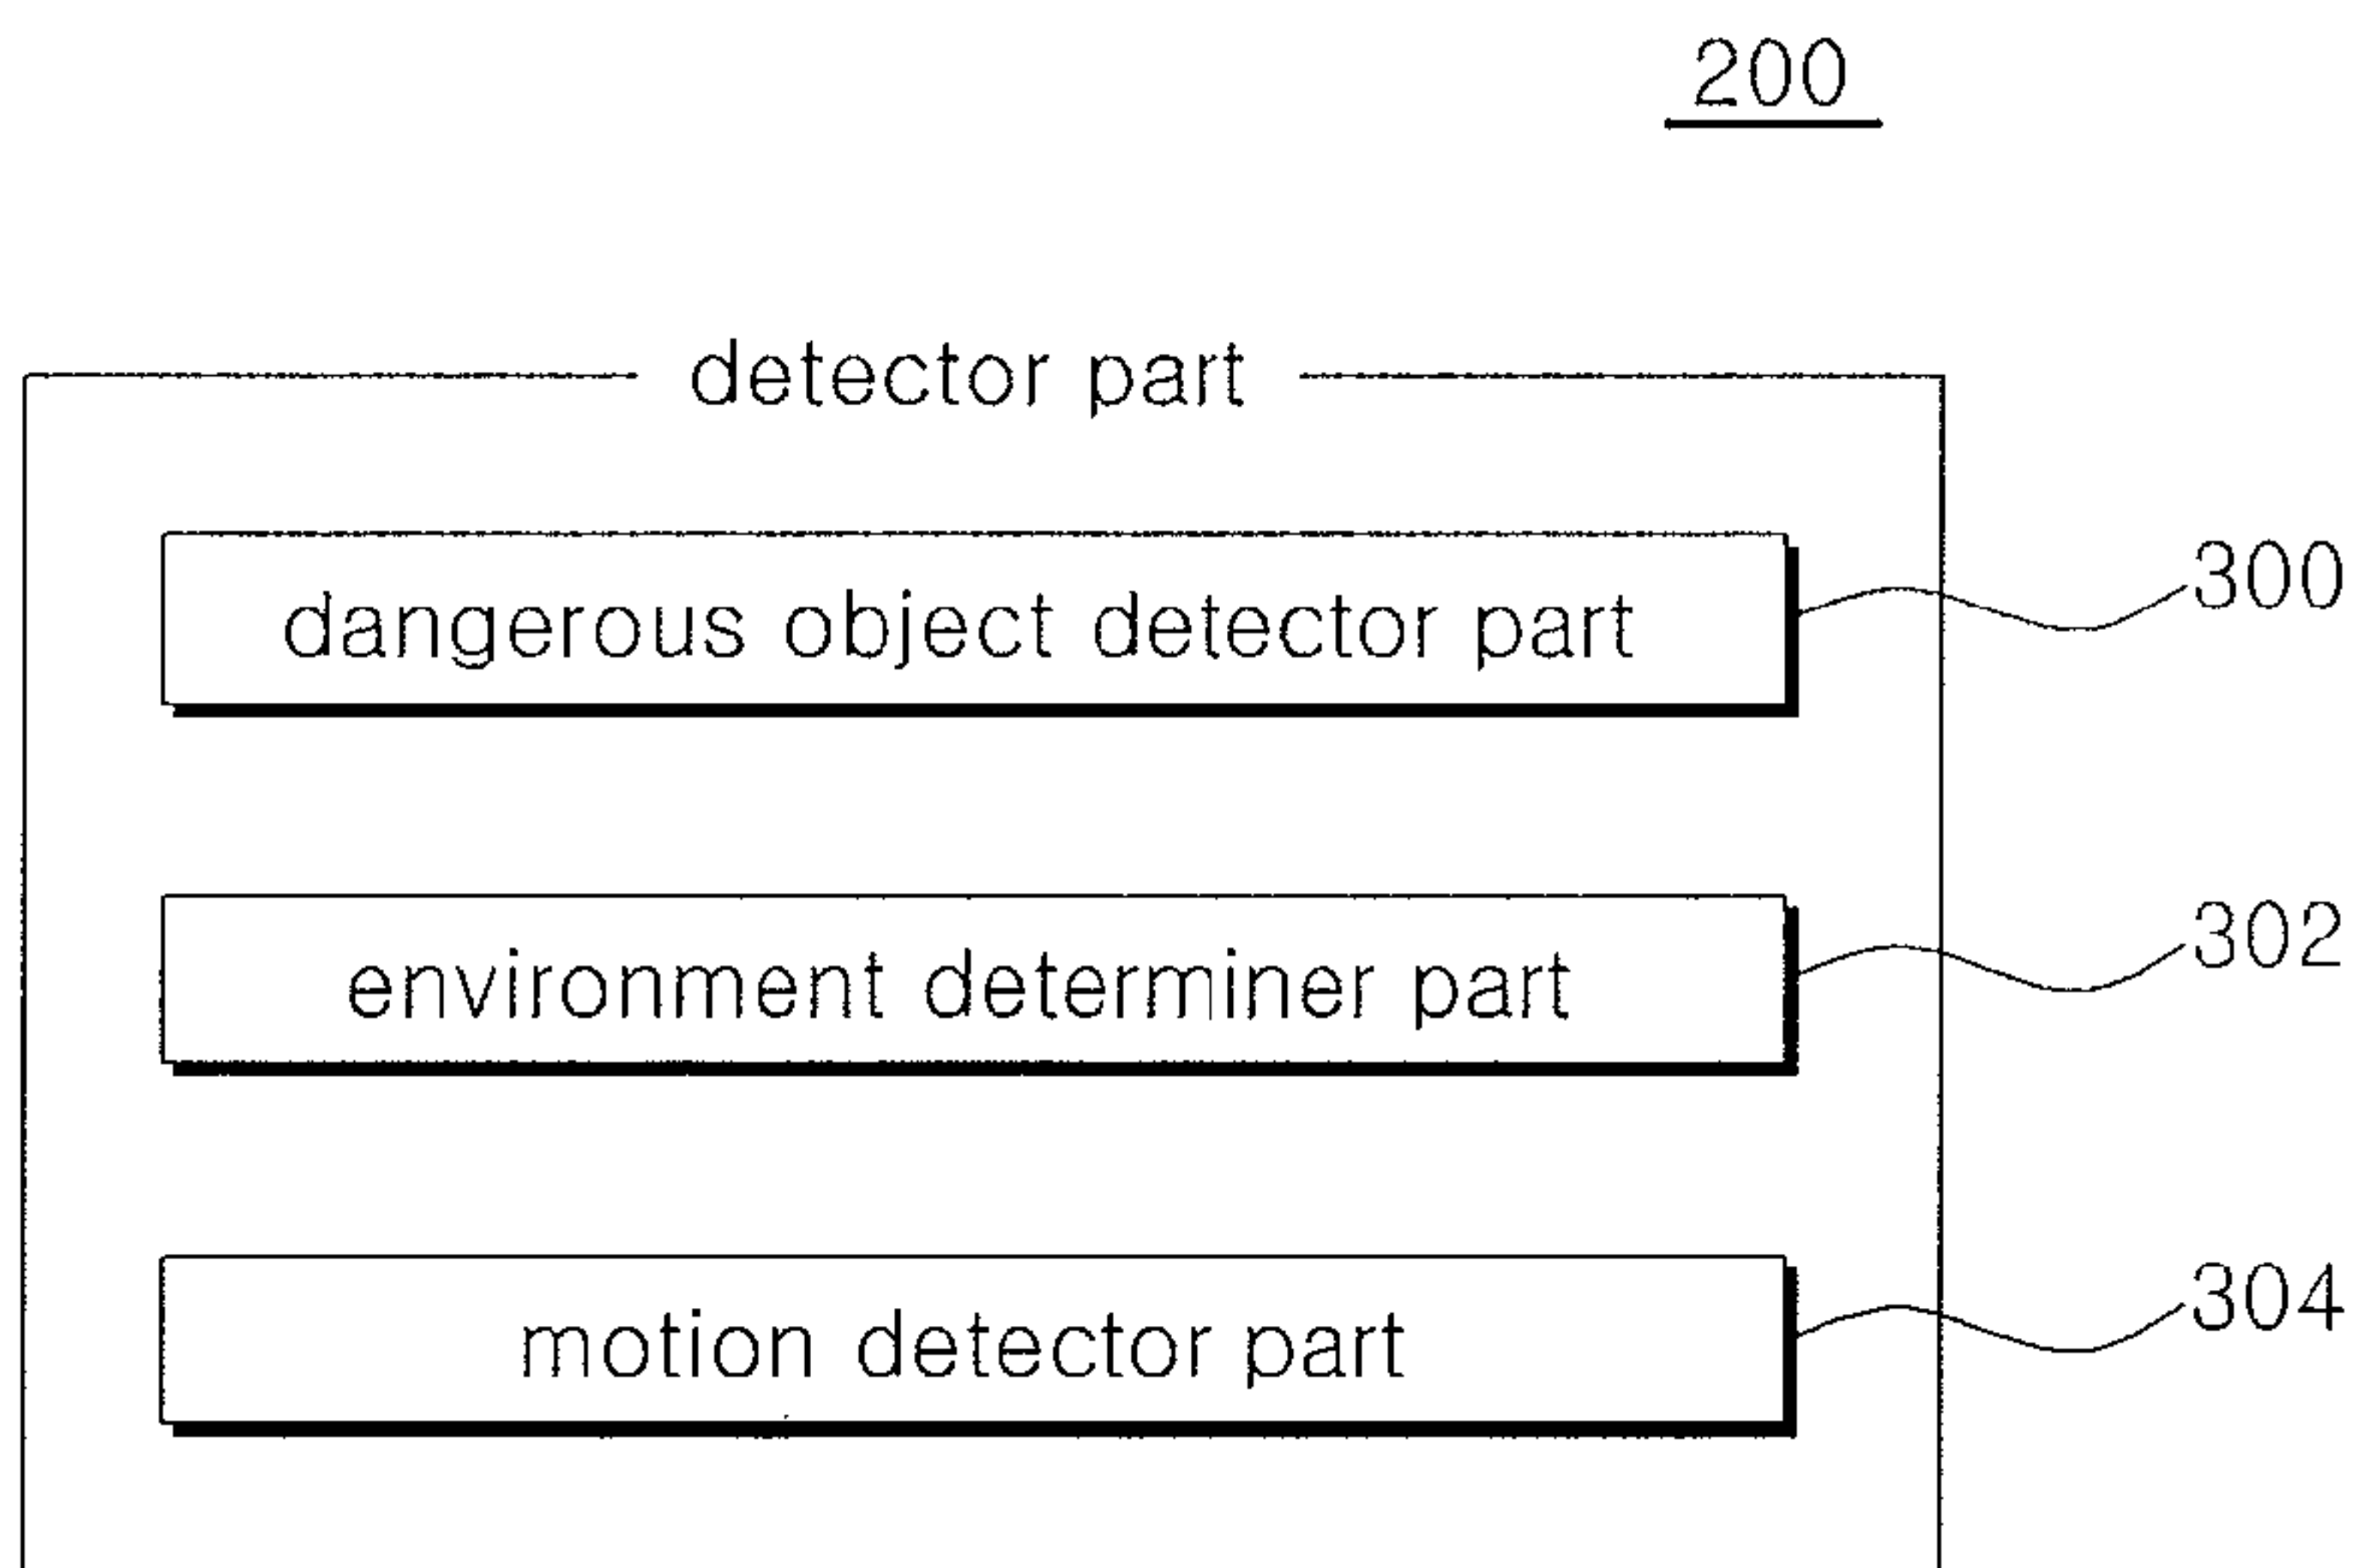 200
detector part
dangerous object detector part
300
environment determiner part
302
motion detector part
304